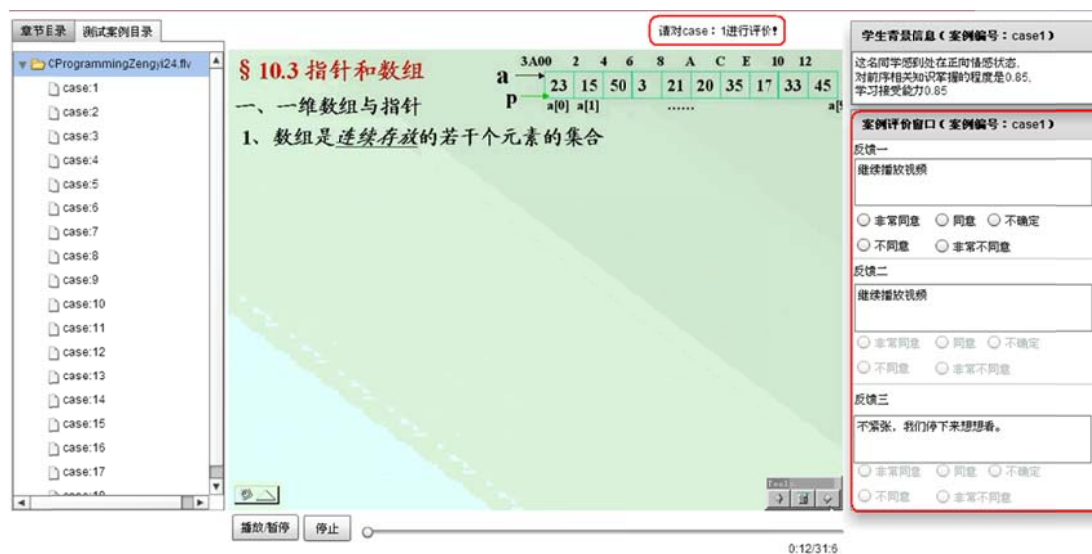 章节目录 测试案例目录
CProgrammingZengyi24.flv
case:1
case:2
case:3
case:4
case:5
case:6
case:7
case:8
case:9
case:10
case:11
case:12
case:13
case:14
case:15
case:16
case:17
请对case：1进行评价!
§ 10.3 指针和数组
3A00 2 4 6 8 A C E 10 12
a 23 15 50 3 21 20 35 17 33 45
p a[0] a[1] ...... a[9
一、一维数组与指针
1、数组是连续存放的若干个元素的集合
播放/暂停 停止
0:12/31:6
学生背景信息（案例编号：case1）
这名同学感到处在正向情感状态,
对前序相关知识掌握的程度是0.85,
学习接受能力0.85
案例评价窗口（案例编号：case1）
反馈一
继续播放视频
非常同意 同意 不确定
不同意 非常不同意
反馈二
继续播放视频
非常同意 同意 不确定
不同意 非常不同意
反馈三
不紧张，我们停下来想想看。
非常同意 同意 不确定
不同意 非常不同意